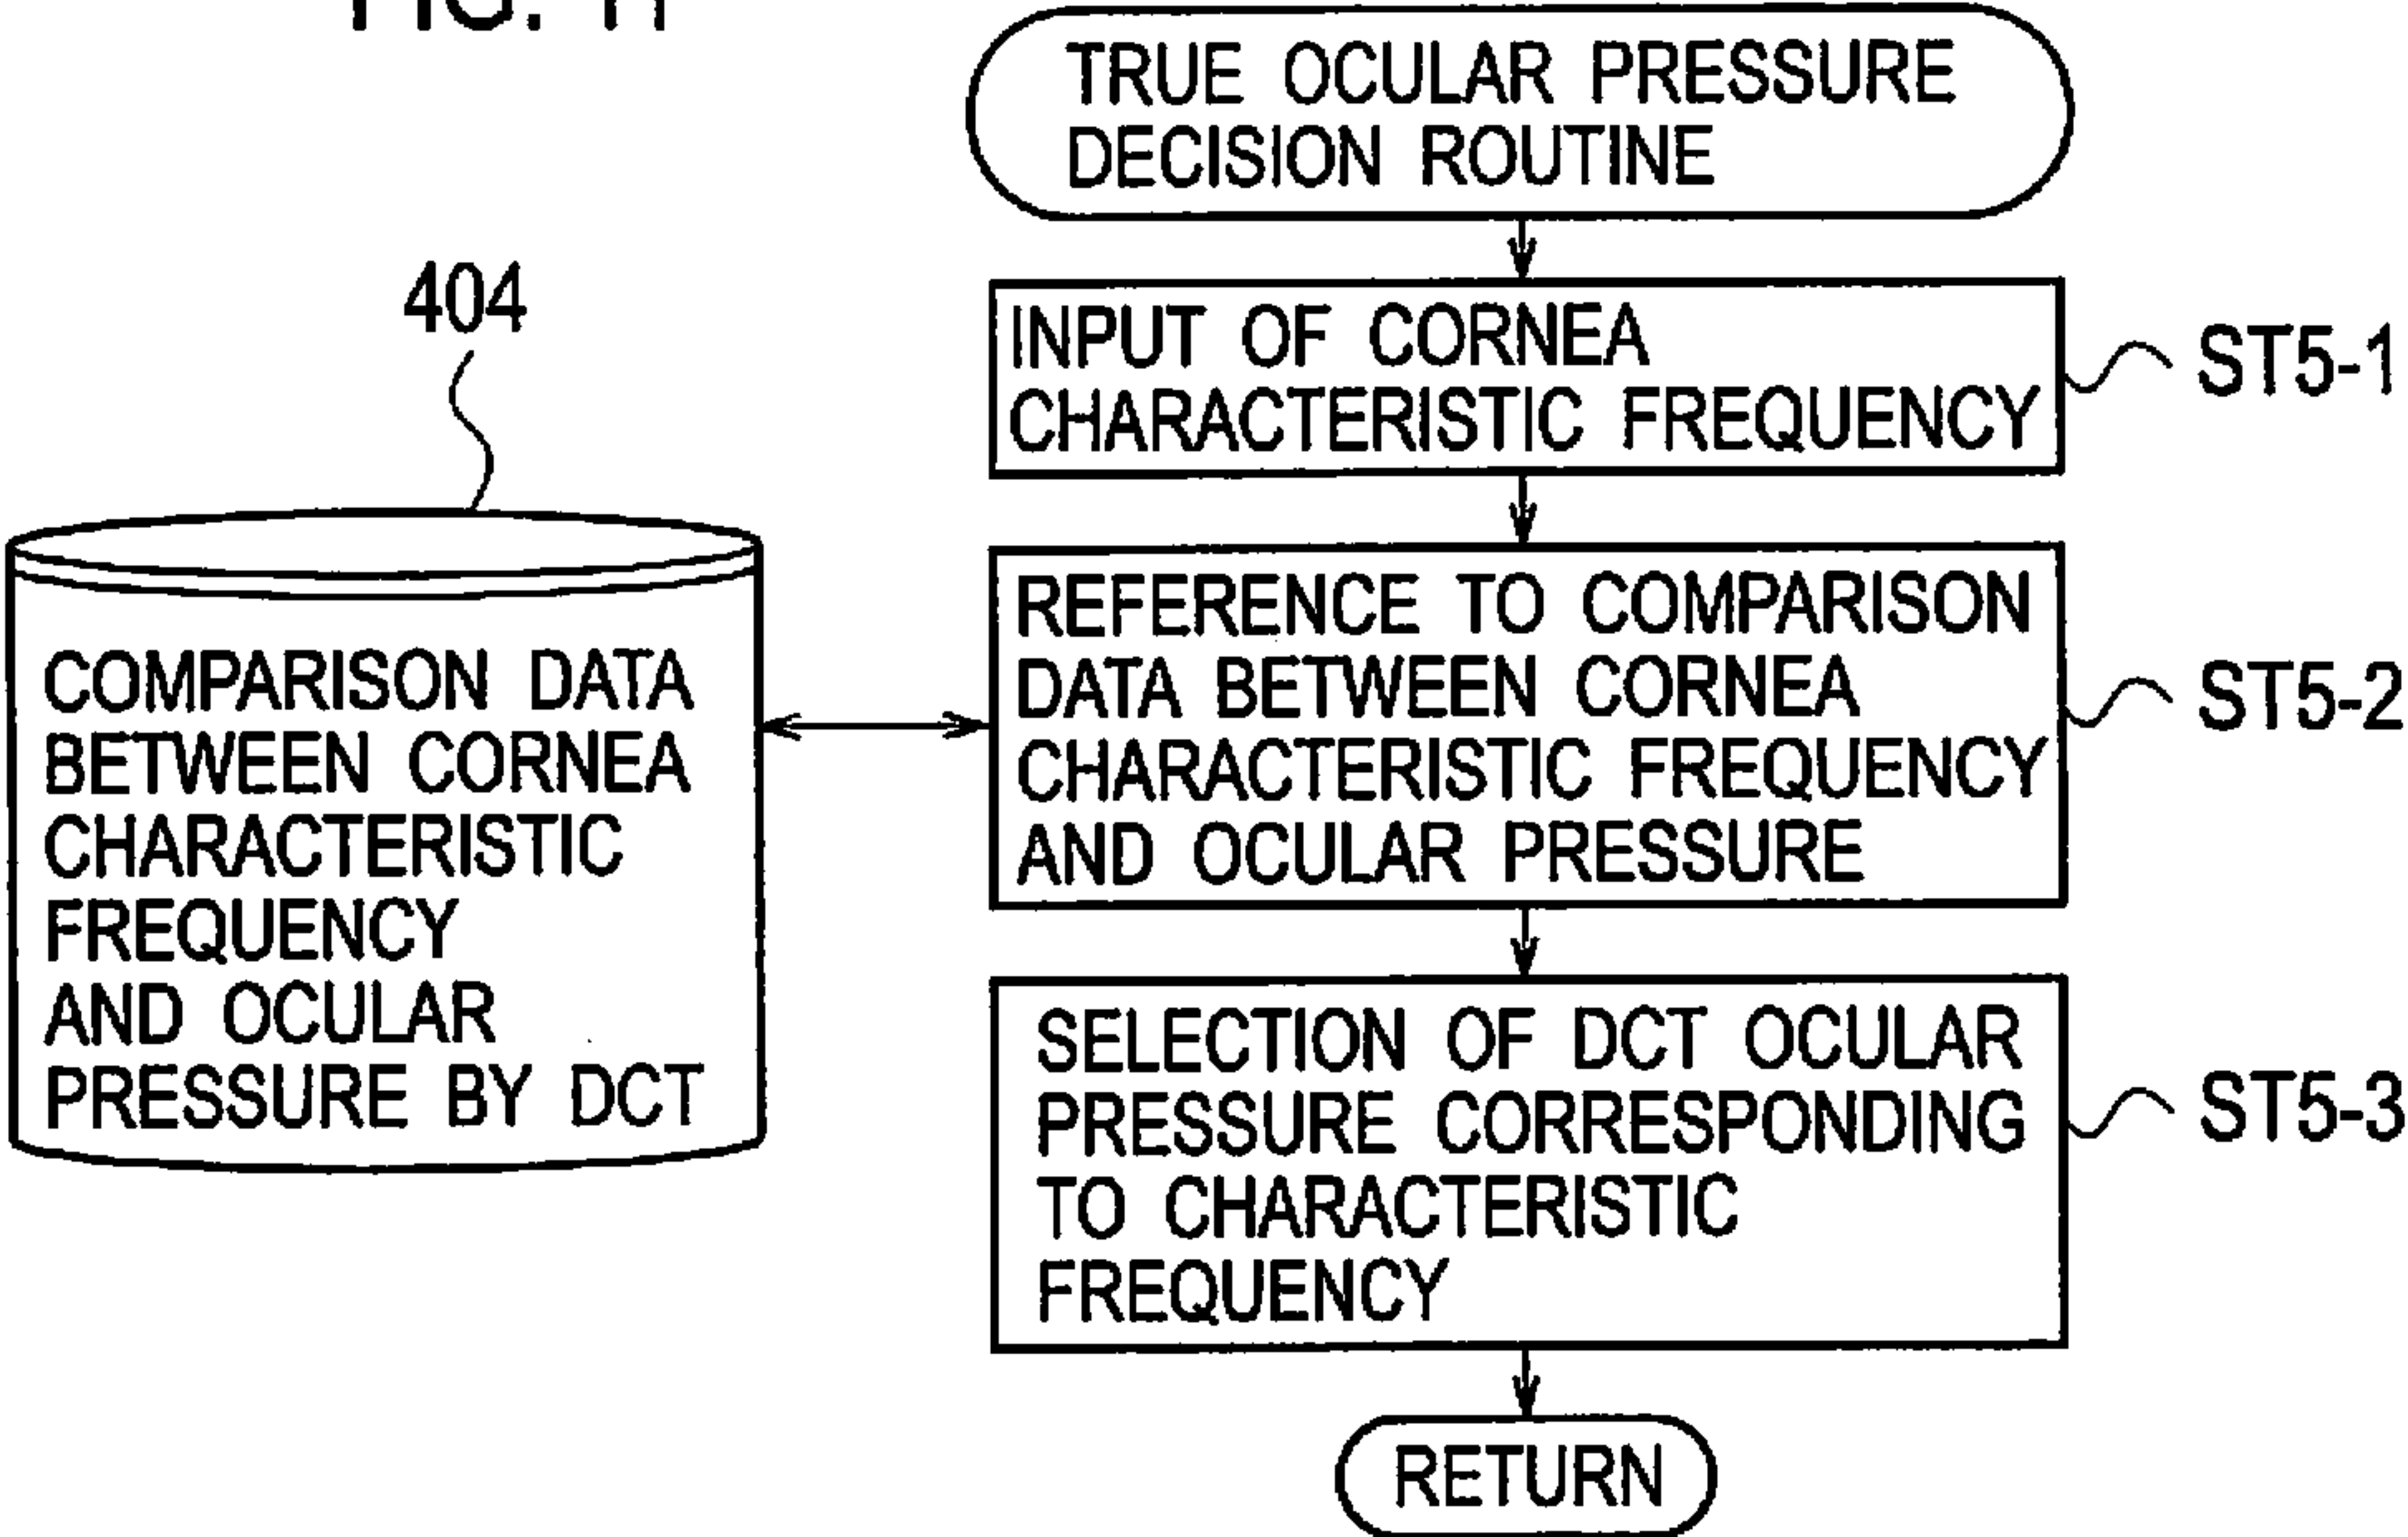 TRUE OCULAR PRESSURE
DECISION ROUTINE
404
INPUT OF CORNEA
CHARACTERISTIC FREQUENCY
ST5-1
COMPARISON DATA
BETWEEN CORNEA
CHARACTERISTIC
FREQUENCY
AND OCULAR
PRESSURE BY DCT
REFERENCE TO COMPARISON
DATA BETWEEN CORNEA
CHARACTERISTIC FREQUENCY
AND OCULAR PRESSURE
ST5-2
SELECTION OF DCT OCULAR
PRESSURE CORRESPONDING
TO CHARACTERISTIC
FREQUENCY
ST5-3
RETURN